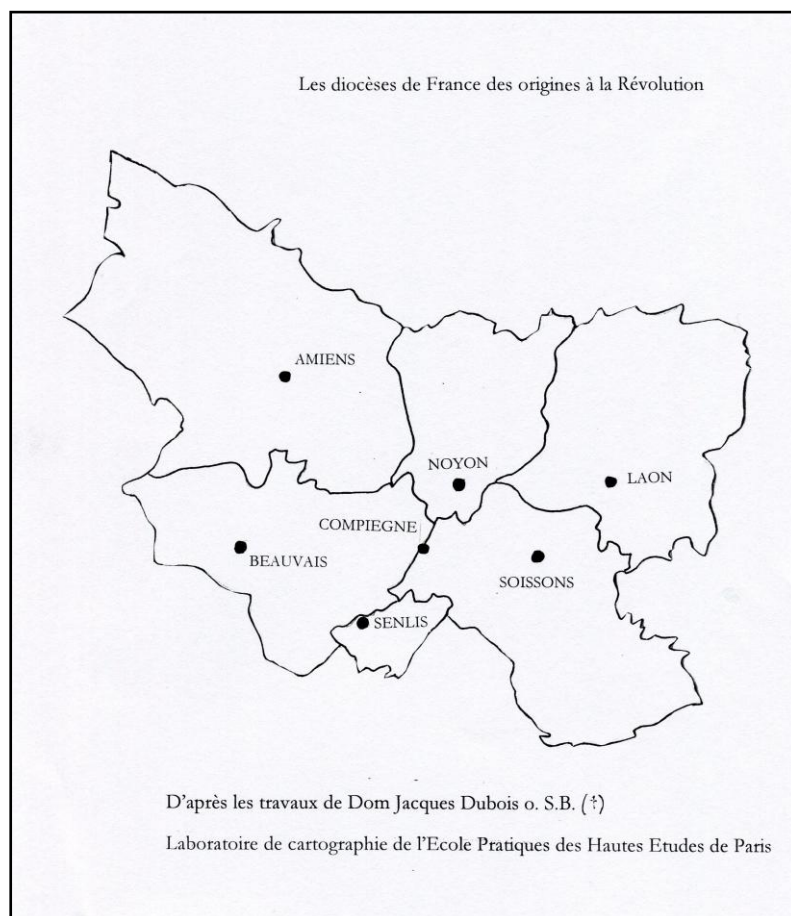 Les diocèses de France des origines à la Révolution
AMIENS
NOYON
LAON
COMPIEGNE
BEAUVAIS
SOISSONS
SENLIS
D'après les travaux de Dom Jacques Dubois o. S.B. (†)
Laboratoire de cartographie de l'Ecole Pratiques des Hautes Etudes de Paris